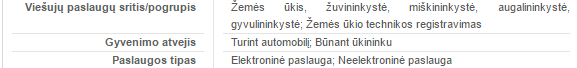 Viešųjų paslaugų sritis/pogrupis Žemės ūkis, žuvininkystė, miškininkystė, augalininkystė,
gyvulininkystė; Žemės ūkio technikos registravimas
Gyvenimo atvejis Turint automobilį; Būnant ūkininku
Paslaugos tipas Elektroninė paslauga; Neelektroninė paslauga